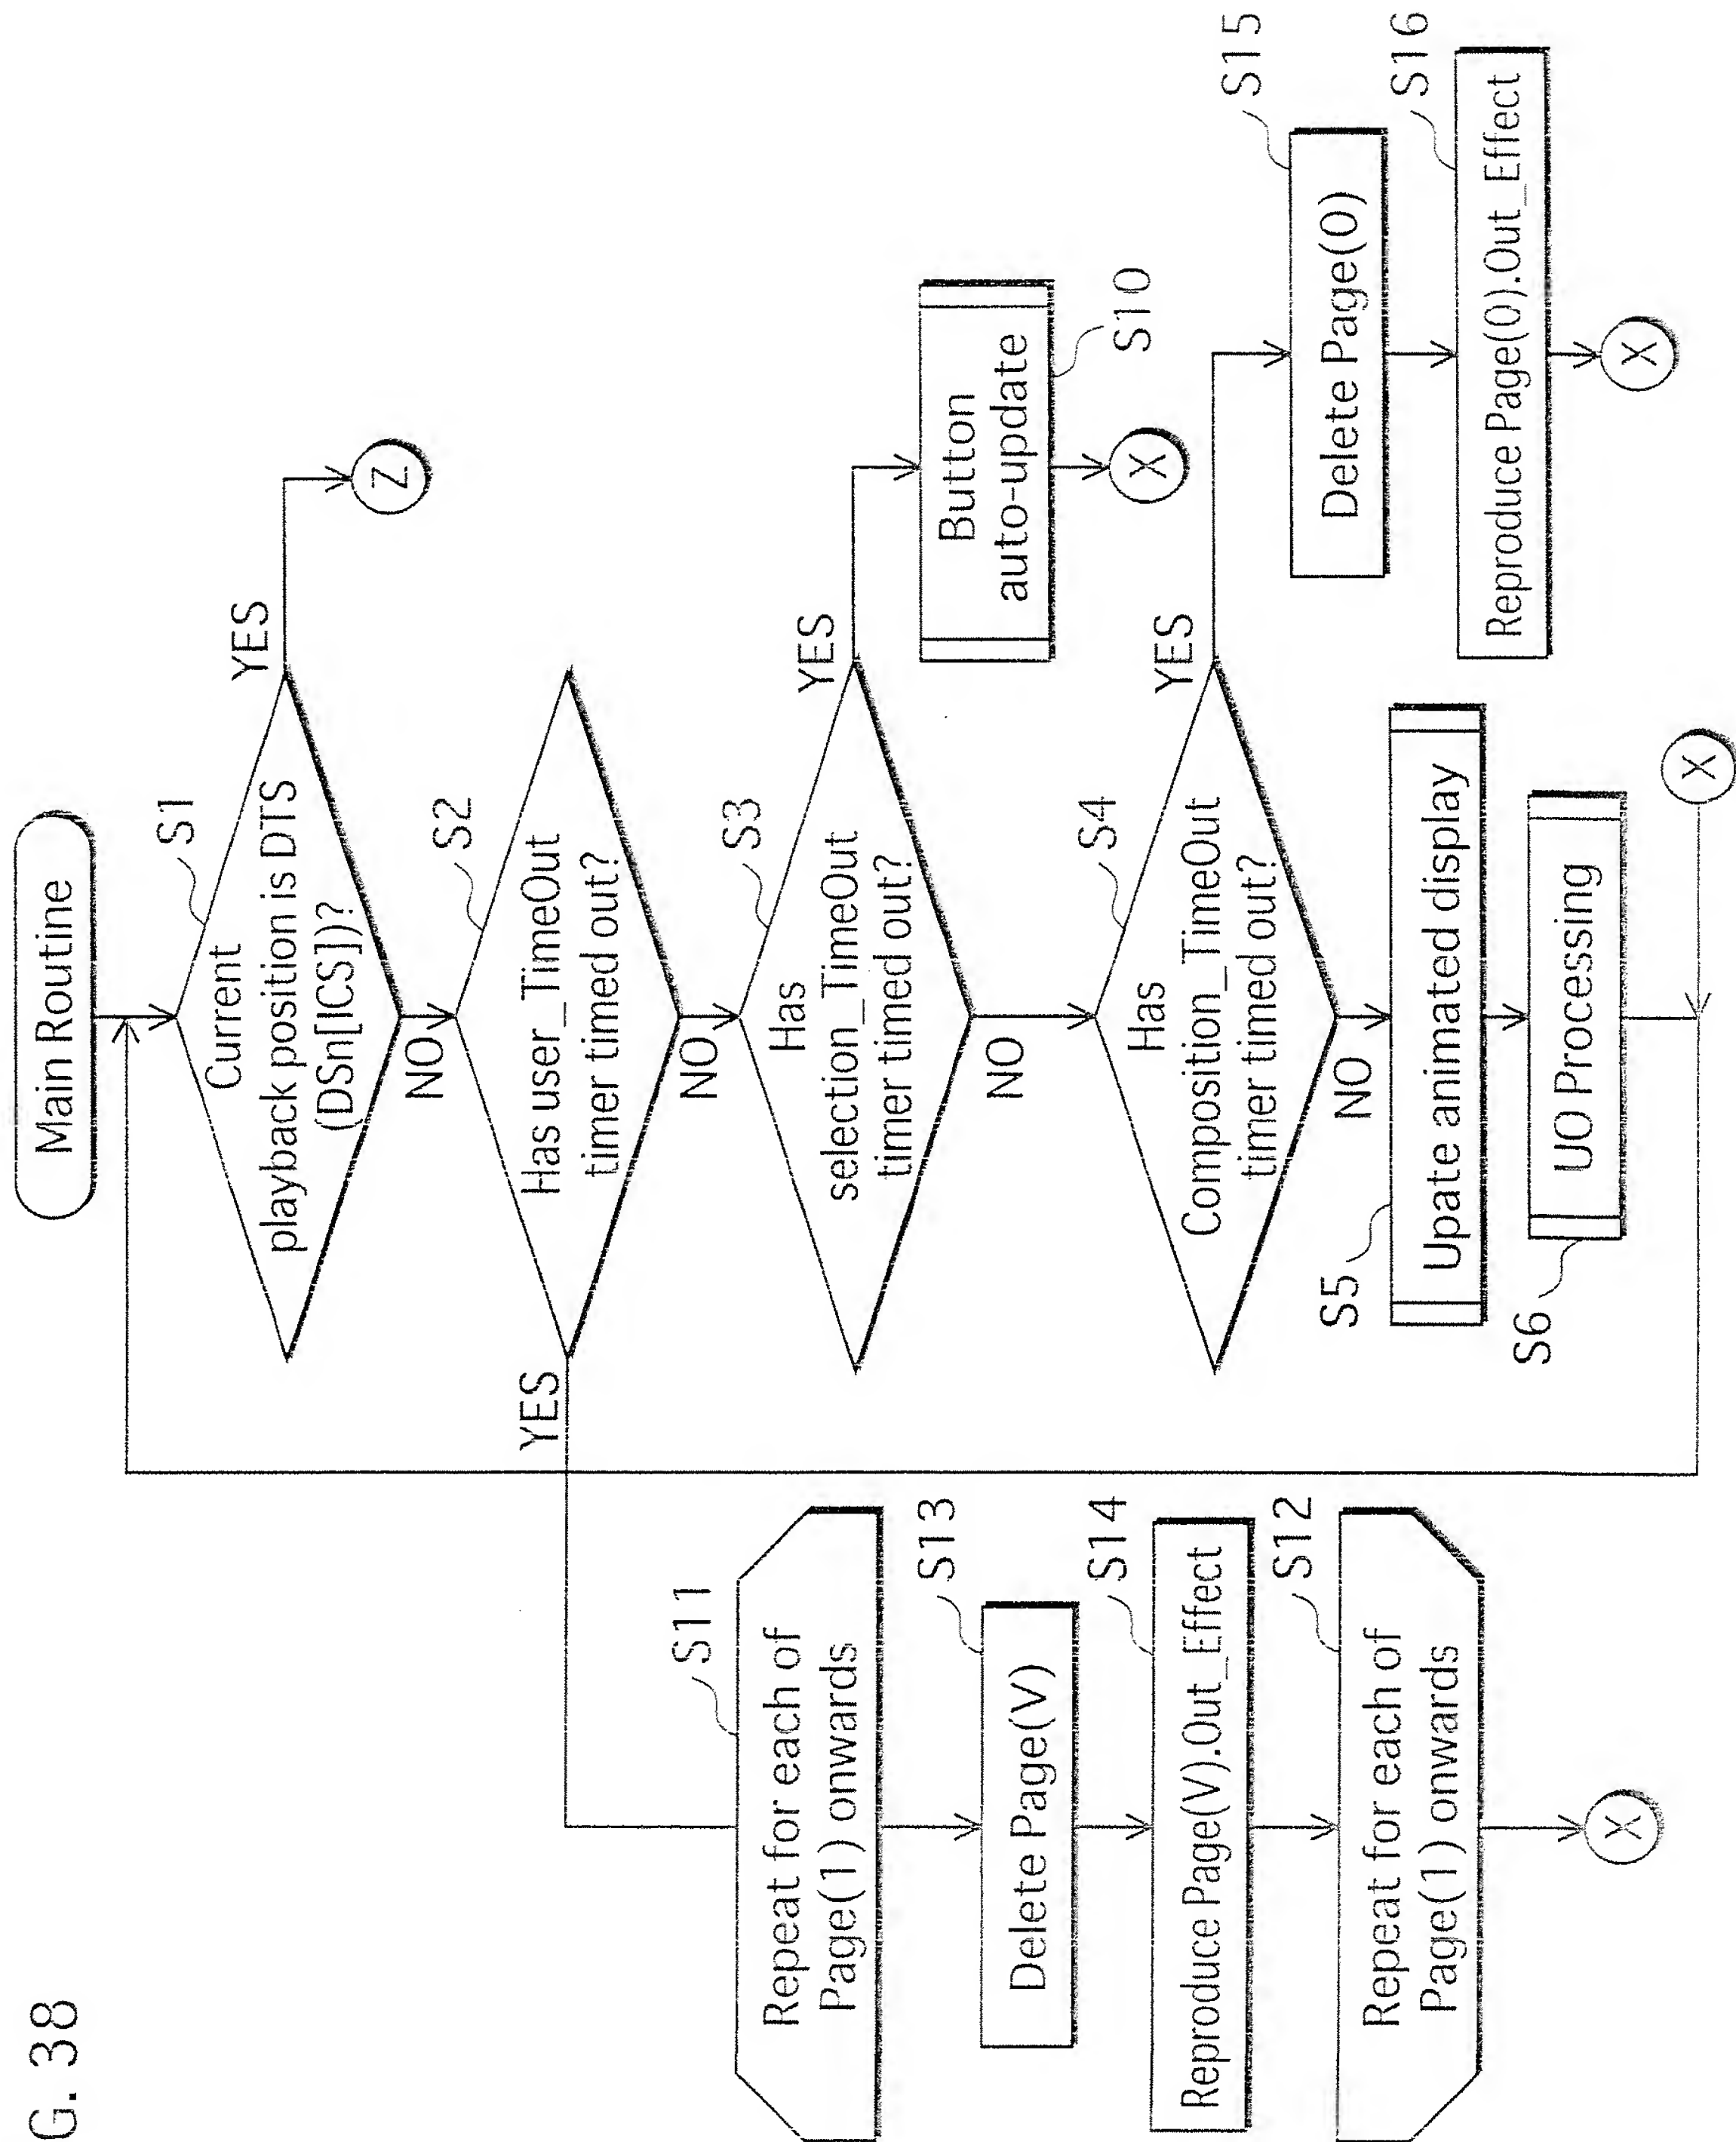 G. 38
Main Routine
S1
Current
playback position is DTS
(DSn[ICS])?
YES
Z
NO
S2
Has user_TimeOut
timer timed out?
YES
NO
S3
Has
selection_TimeOut
timer timed out?
YES
Button
auto-update
S10
X
NO
S4
Has
Composition_TimeOut
timer timed out?
YES
S15
Delete Page(0)
S16
Reproduce Page(0).Out_Effect
X
NO
S5
Upate animated display
S6
UO Processing
X
S11
Repeat for each of
Page(1) onwards
S13
Delete Page(V)
S14
Reproduce Page(V).Out_Effect
S12
Repeat for each of
Page(1) onwards
X